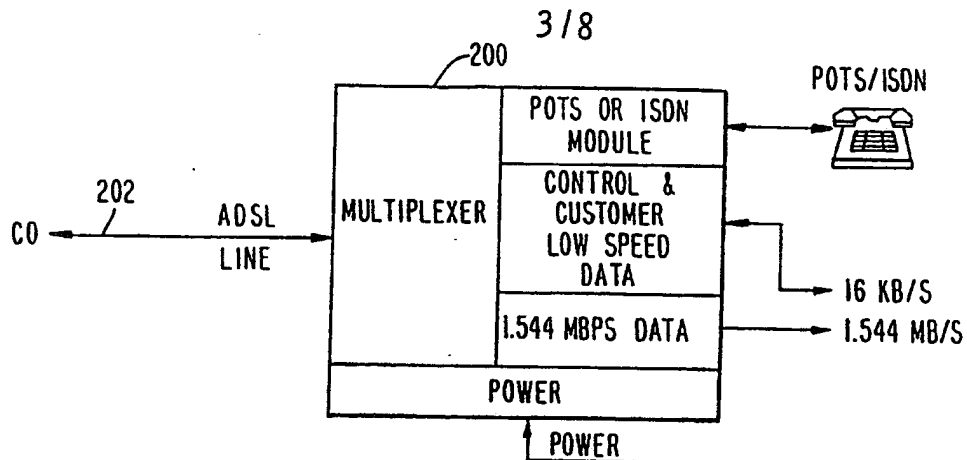 3/8
200
POTS/ISDN
POTS OR ISDN
MODULE
202
CO
ADSL
LINE
MULTIPLEXER
CONTROL &
CUSTOMER
LOW SPEED
DATA
16 KB/S
1.544 MBPS DATA
1.544 MB/S
POWER
POWER